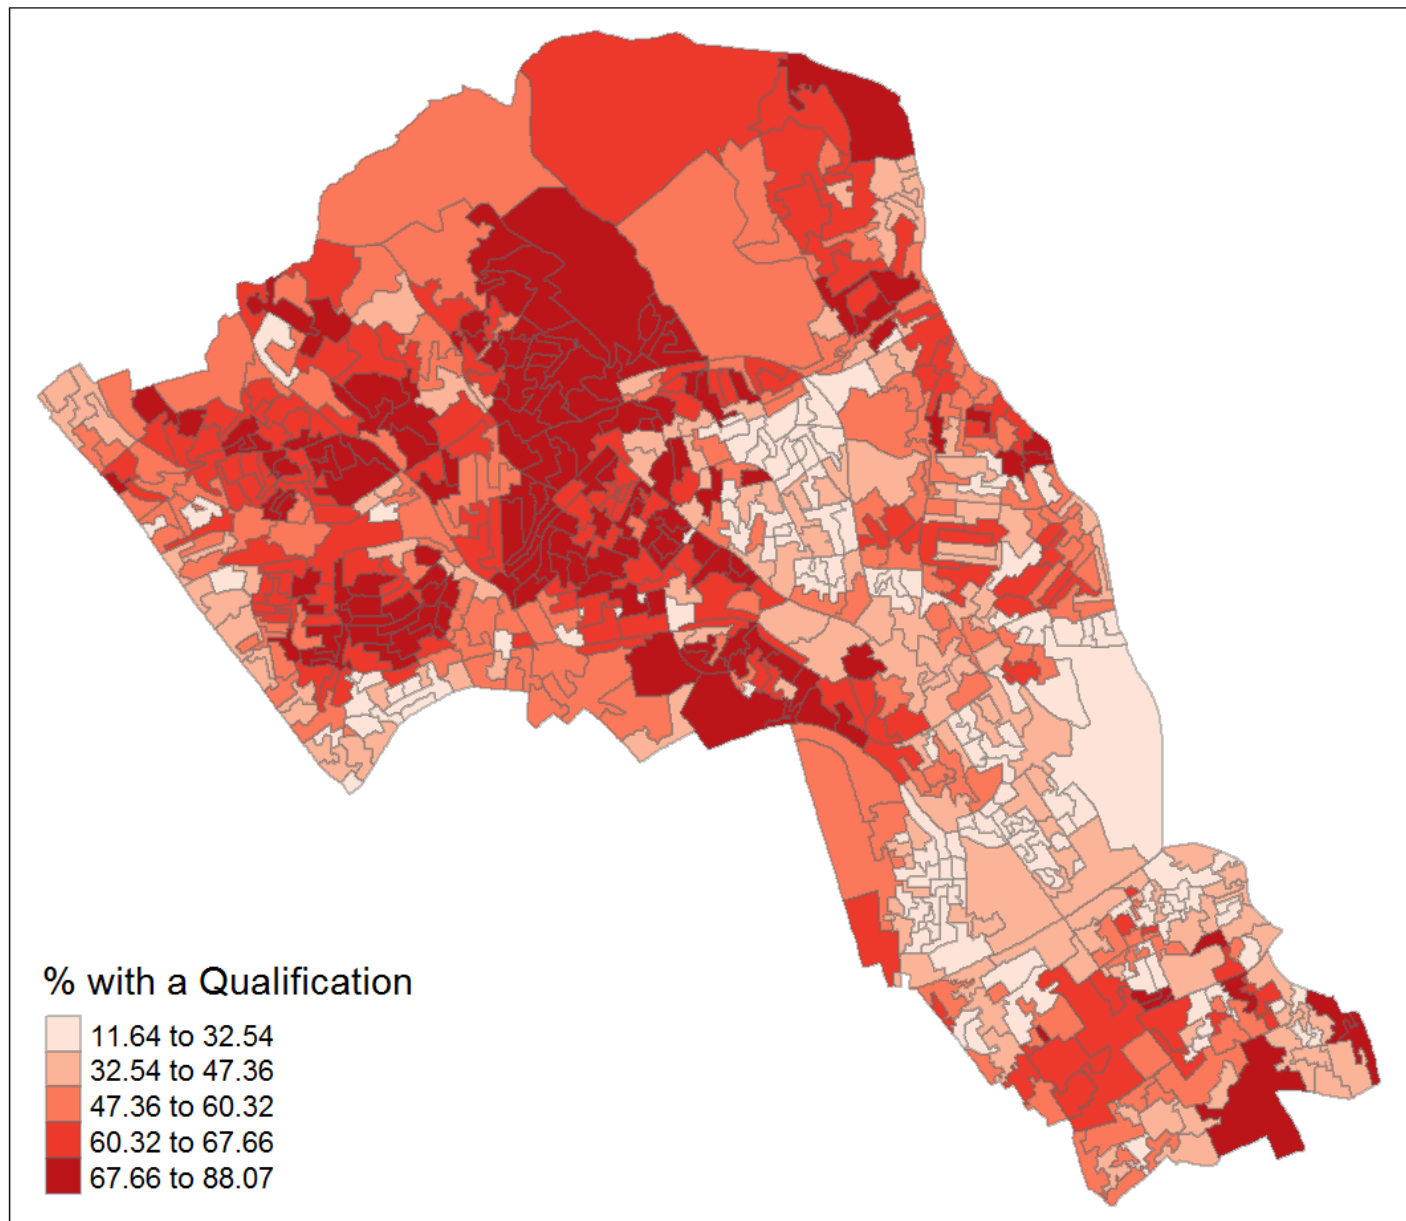 % with a Qualification
11.64 to 32.54
32.54 to 47.36
47.36 to 60.32
60.32 to 67.66
67.66 to 88.07